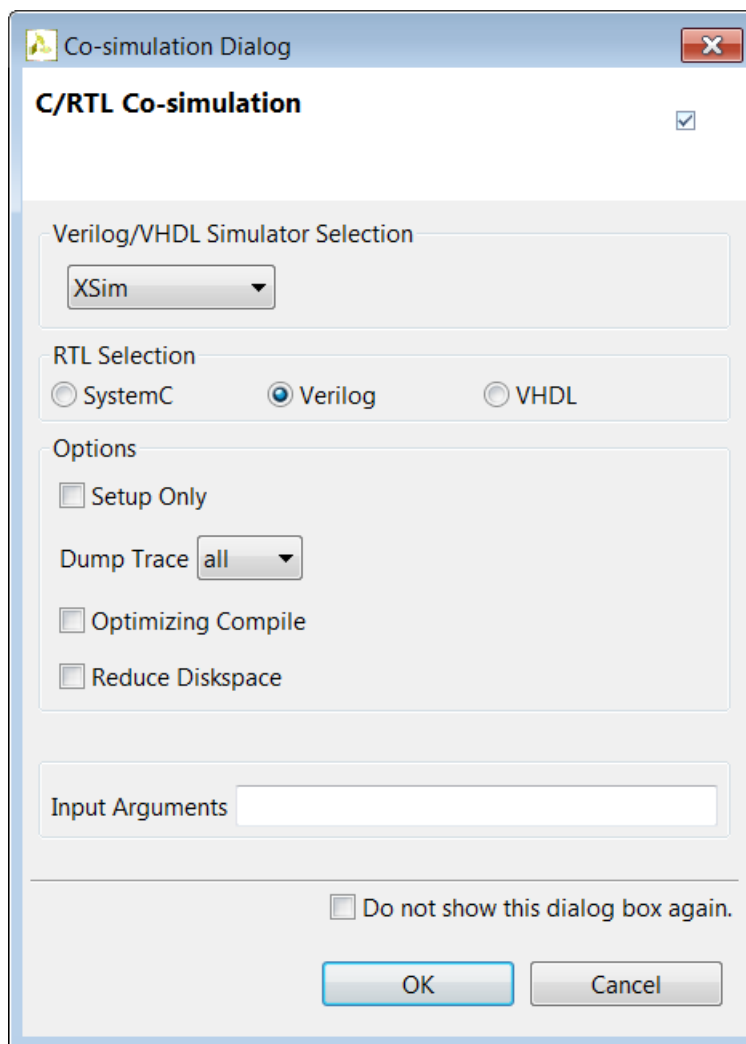 Co-simulation Dialog
C/RTL Co-simulation
Verilog/VHDL Simulator Selection
XSim
RTL Selection
SystemC Verilog VHDL
Options
Setup Only
Dump Trace all
Optimizing Compile
Reduce Diskspace
Input Arguments
Do not show this dialog box again.
OK Cancel